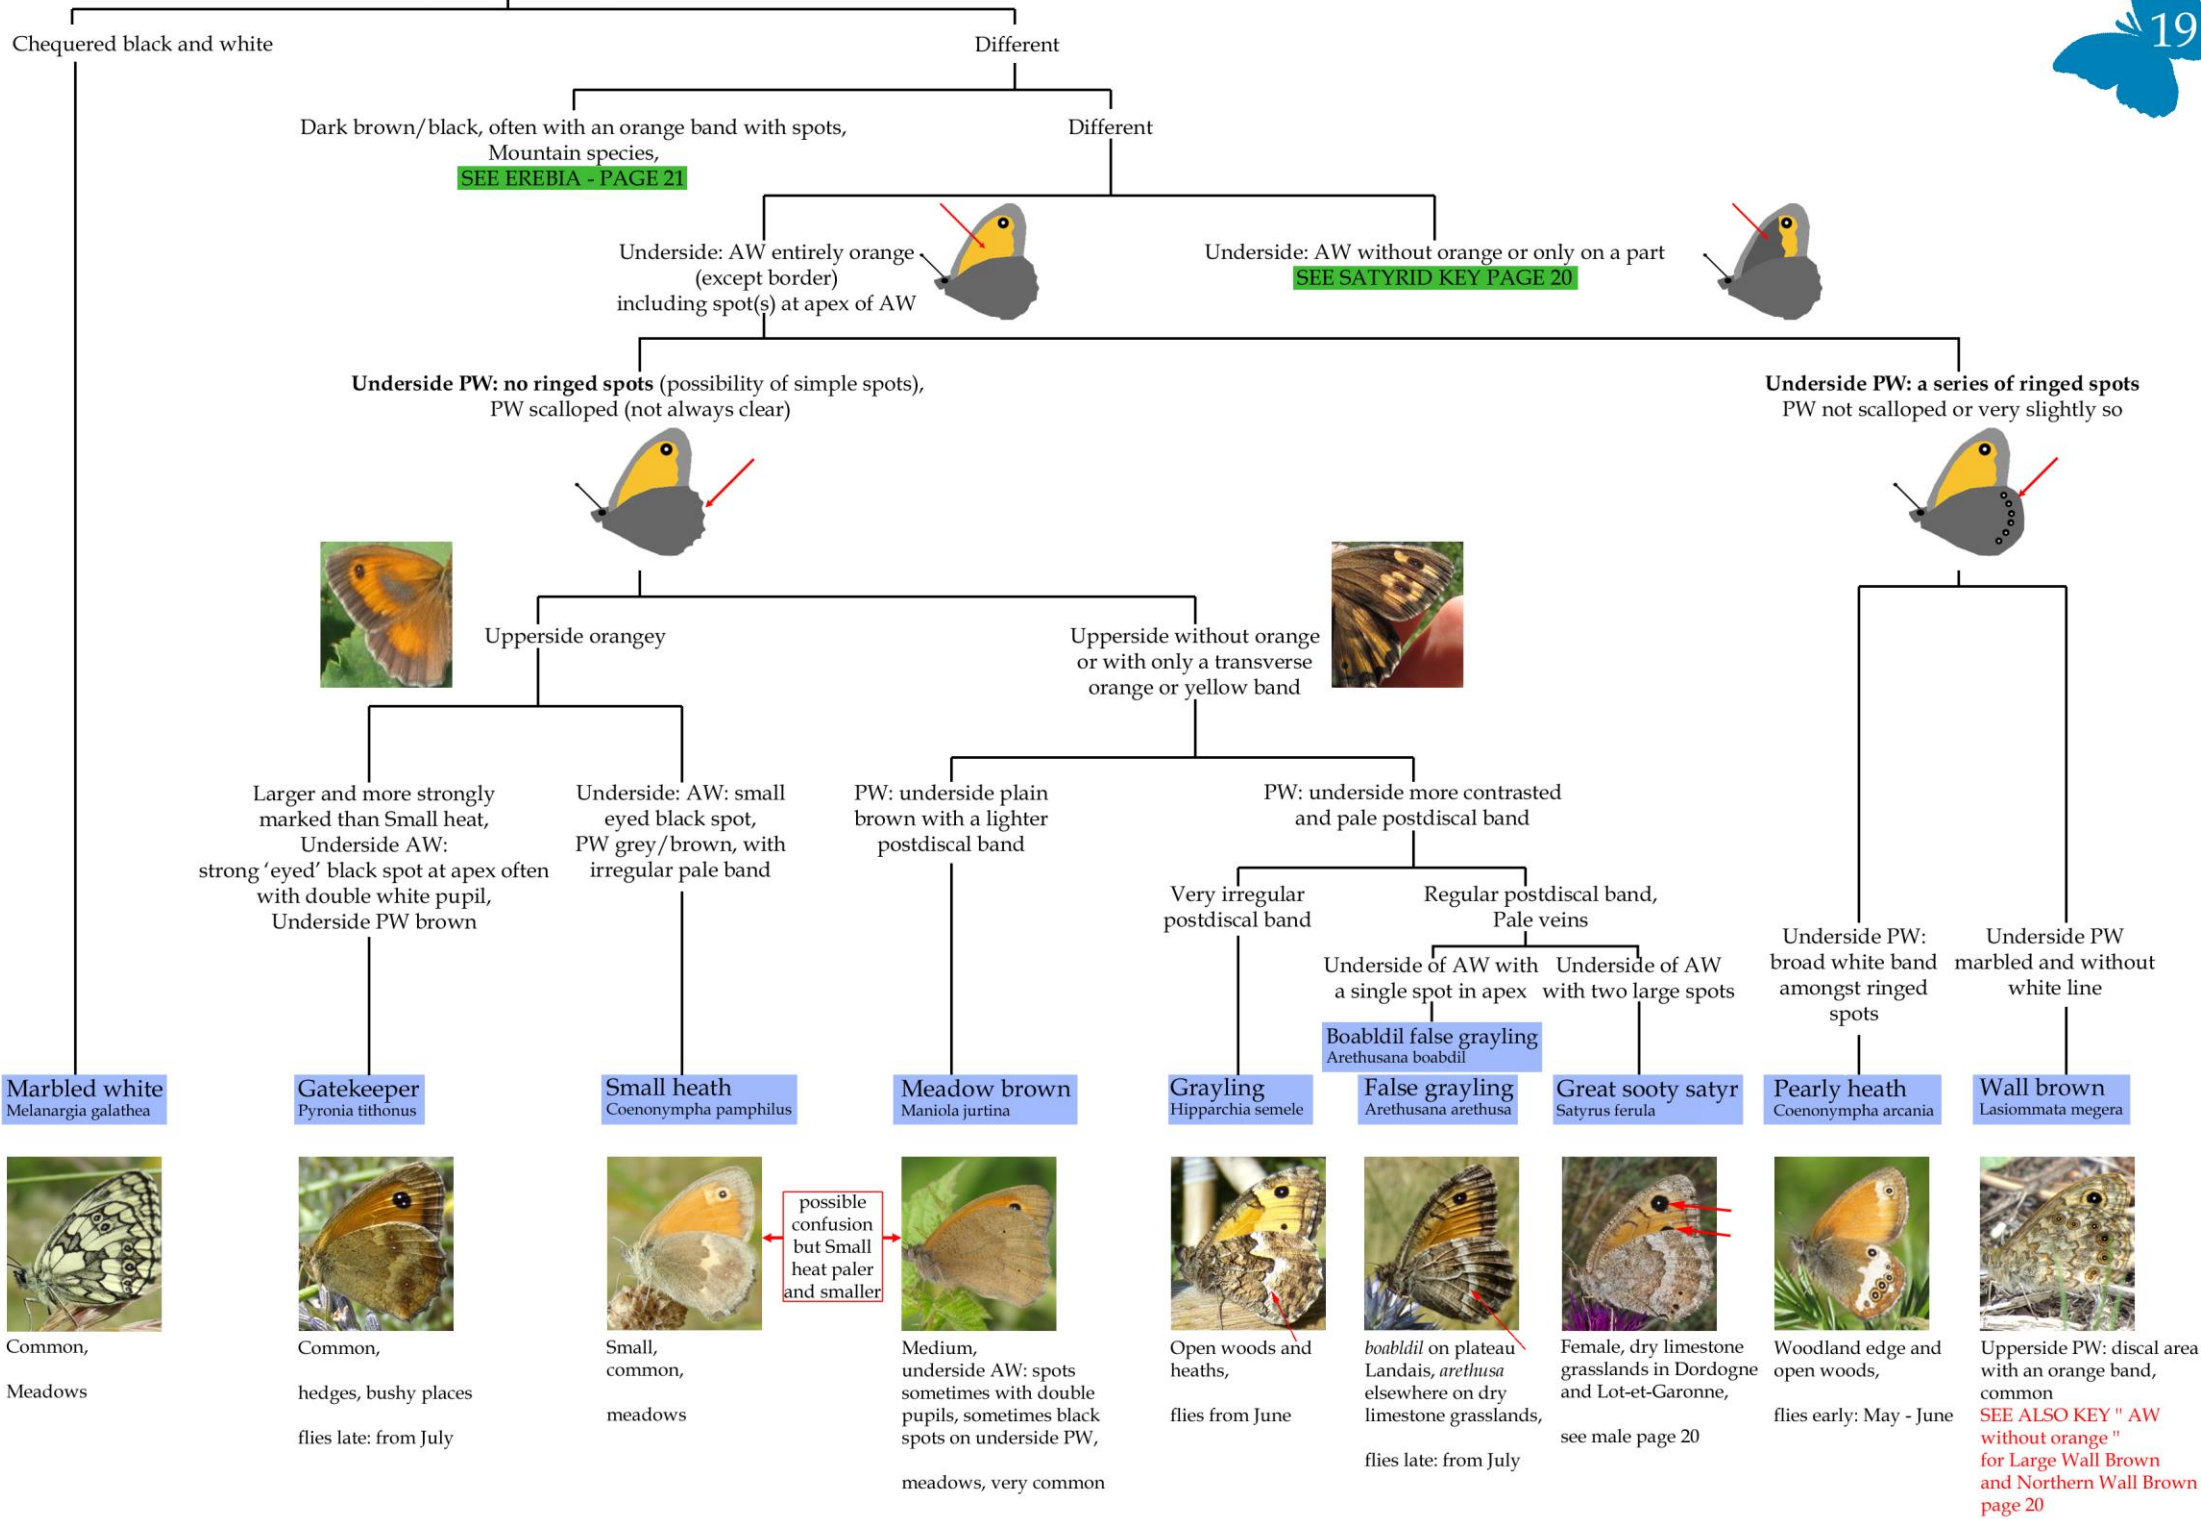 19
Chequered black and white
Different
Dark brown/black, often with an orange band with spots,
Mountain species,
SEE EREBIA - PAGE 21
Different
Underside: AW entirely orange
(except border)
including spot(s) at apex of AW
Underside: AW without orange or only on a part
SEE SATYRID KEY PAGE 20
Underside PW: no ringed spots (possibility of simple spots),
PW scalloped (not always clear)
Underside PW: a series of ringed spots
PW not scalloped or very slightly so
Upperside orangey
Upperside without orange
or with only a transverse
orange or yellow band
Larger and more strongly
marked than Small heat,
Underside AW:
strong 'eyed' black spot at apex often
with double white pupil,
Underside PW brown
Underside: AW: small
eyed black spot,
PW grey/brown, with
irregular pale band
PW: underside plain
brown with a lighter
postdiscal band
PW: underside more contrasted
and pale postdiscal band
Very irregular
postdiscal band
Regular postdiscal band,
Pale veins
Underside of AW with
a single spot in apex
Underside of AW
with two large spots
Underside PW:
broad white band
amongst ringed
spots
Underside PW
marbled and without
white line
Boabldil false grayling
Arethusana boabdil
Marbled white
Melanargia galathea
Gatekeeper
Pyronia tithonus
Small heath
Coenonympha pamphilus
Meadow brown
Maniola jurtina
Grayling
Hipparchia semele
False grayling
Arethusana arethusa
Great sooty satyr
Satyrus ferula
Pearly heath
Coenonympha arcania
Wall brown
Lasiommata megera
possible
confusion
but Small
heat paler
and smaller
Common,
Meadows
Common,
hedges, bushy places
flies late: from July
Small,
common,
meadows
Medium,
underside AW: spots
sometimes with double
pupils, sometimes black
spots on underside PW,
meadows, very common
Open woods and
heaths,
flies from June
boabldil on plateau
Landais, arethusa
elsewhere on dry
limestone grasslands,
flies late: from July
Female, dry limestone
grasslands in Dordogne
and Lot-et-Garonne,
see male page 20
Woodland edge and
open woods,
flies early: May - June
Upperside PW: discal area
with an orange band,
common
SEE ALSO KEY " AW
without orange "
for Large Wall Brown
and Northern Wall Brown
page 20